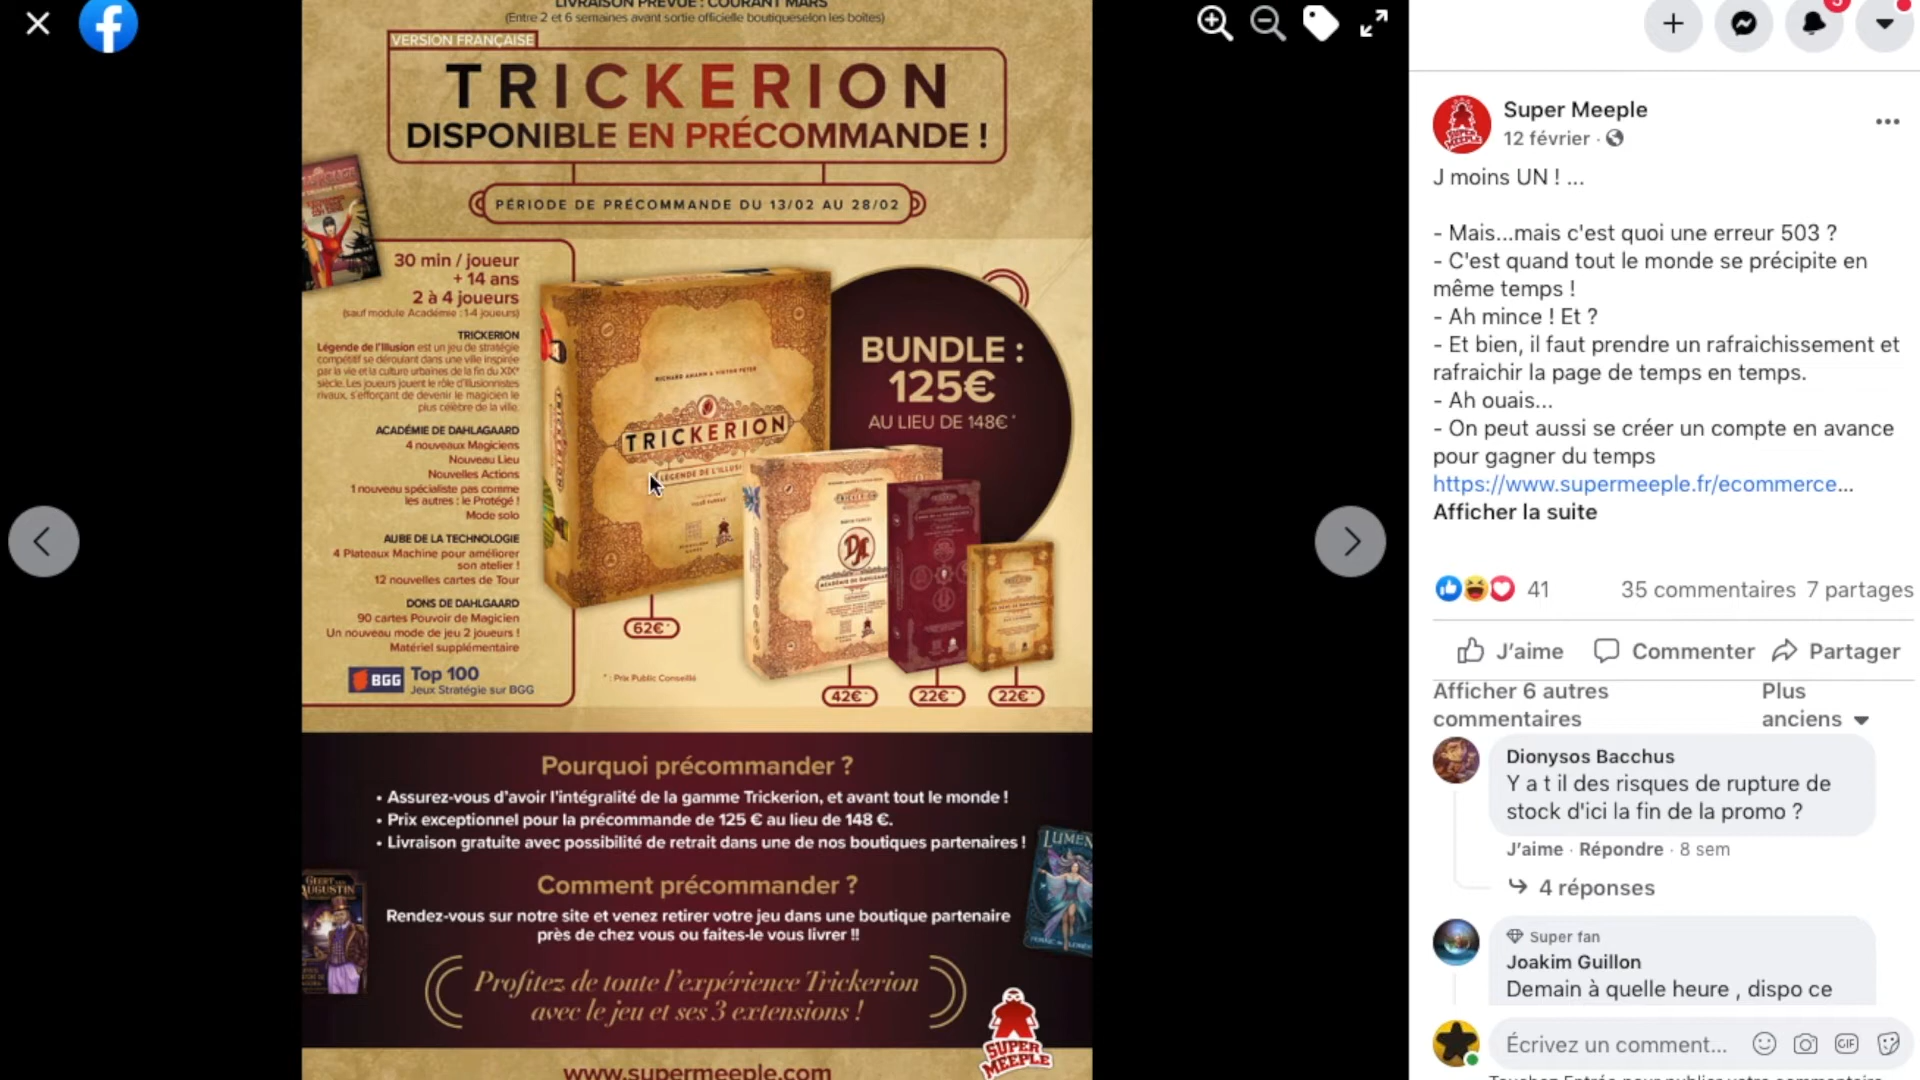 LIVRAISON PRÉVUE : COURANT MARS
(Entre 2 et 6 semaines avant sortie officielle boutiqueselon les boîtes)
VERSION FRANÇAISE
TRICKERION
DISPONIBLE EN PRÉCOMMANDE !
PÉRIODE DE PRÉCOMMANDE DU 13/02 AU 28/02
30 min / joueur
+ 14 ans
2 à 4 joueurs
(sauf module Académie : 1-4 joueurs)
TRICKERION
Légende de l'Illusion est un jeu de stratégie
compétitif se déroulant dans une ville inspirée
par la vie et la culture urbaines de la fin du XIXe
siècle. Les joueurs jouent le rôle d'illusionnistes
rivaux, s'efforçant de devenir le magicien le
plus célèbre de la ville.
ACADÉMIE DE DAHLAGAARD
4 nouveaux Magiciens
Nouveau Lieu
Nouvelles Actions
1 nouveau spécialiste pas comme
les autres : le Protégé !
Mode solo
AUBE DE LA TECHNOLOGIE
4 Plateaux Machine pour améliorer
son atelier !
12 nouvelles cartes de Tour
DONS DE DAHLGAARD
90 cartes Pouvoir de Magicien
Un nouveau mode de jeu 2 joueurs !
Matériel supplémentaire
BGG Top 100
Jeux Stratégie sur BGG
RICHARD AMANN & VIKTOR PETER
TRICKERION
LÉGENDE DE L'ILLUSI
TRICKERION
BUNDLE :
125€
AU LIEU DE 148€*
62€*
42€*
22€*
22€*
* : Prix Public Conseillé
Pourquoi précommander ?
• Assurez-vous d'avoir l'intégralité de la gamme Trickerion, et avant tout le monde !
• Prix exceptionnel pour la précommande de 125 € au lieu de 148 €.
• Livraison gratuite avec possibilité de retrait dans une de nos boutiques partenaires !
Comment précommander ?
Rendez-vous sur notre site et venez retirer votre jeu dans une boutique partenaire
près de chez vous ou faites-le vous livrer !!
Profitez de toute l'expérience Trickerion
avec le jeu et ses 3 extensions !
LUMEN
AUGUSTIN
SUPER
MEEPLE
www.supermeeple.com
Super Meeple
12 février ·
J moins UN ! ...
- Mais...mais c'est quoi une erreur 503 ?
- C'est quand tout le monde se précipite en
même temps !
- Ah mince ! Et ?
- Et bien, il faut prendre un rafraichissement et
rafraichir la page de temps en temps.
- Ah ouais...
- On peut aussi se créer un compte en avance
pour gagner du temps
https://www.supermeeple.fr/ecommerce...
Afficher la suite
41
35 commentaires 7 partages
J'aime
Commenter
Partager
Afficher 6 autres
commentaires
Plus
anciens
Dionysos Bacchus
Y a t il des risques de rupture de
stock d'ici la fin de la promo ?
J'aime · Répondre · 8 sem
4 réponses
Super fan
Joakim Guillon
Demain à quelle heure , dispo ce
Écrivez un comment...
GIF